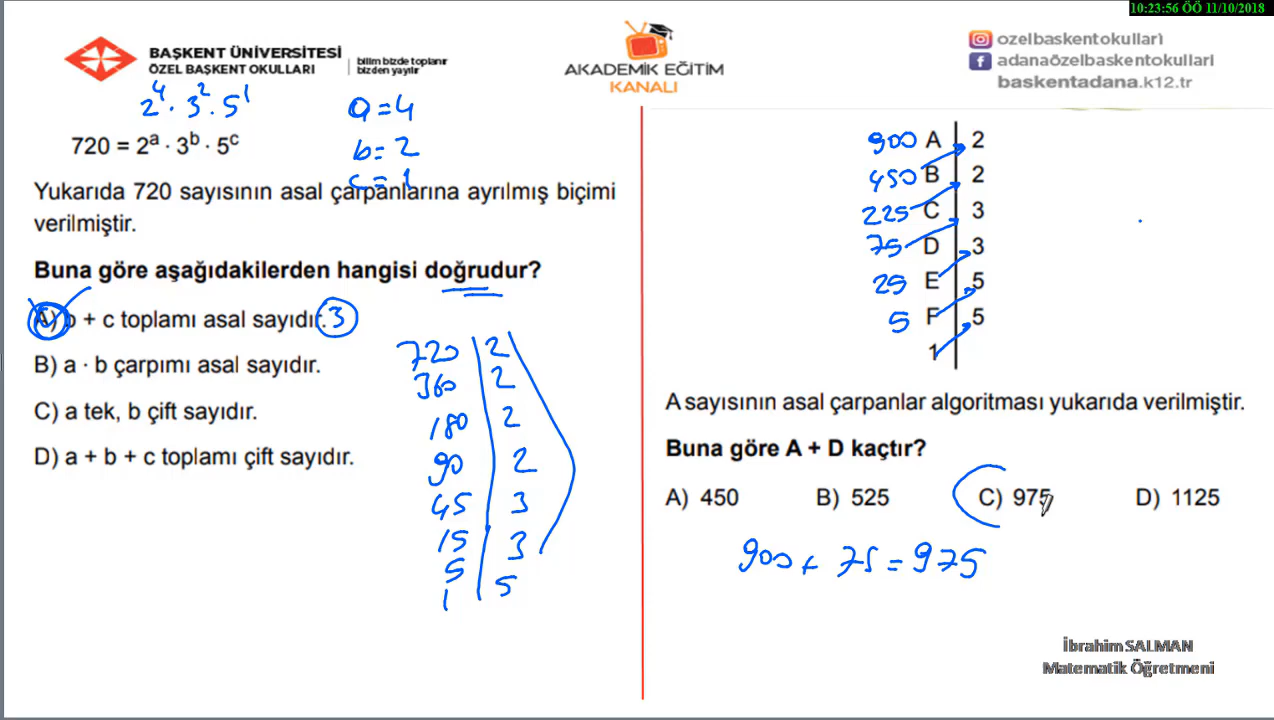 10:23:56 ÖÖ 11/10/2018
BAŞKENT ÜNİVERSİTESİ
ÖZEL BAŞKENT OKULLARI
bilim bizde toplanır
bizden yayılır
AKADEMİK EĞİTİM
KANALI
ozelbaskentokullari
adanaözelbaskentokullari
baskentadana.k12.tr
2⁴ · 3² · 5¹
a = 4
b = 2
c = 1
720 = 2ᵃ · 3ᵇ · 5ᶜ
Yukarıda 720 sayısının asal çarpanlarına ayrılmış biçimi
verilmiştir.
Buna göre aşağıdakilerden hangisi doğrudur?
A) b + c toplamı asal sayıdır. 3
B) a · b çarpımı asal sayıdır.
C) a tek, b çift sayıdır.
D) a + b + c toplamı çift sayıdır.
720 2
360 2
180 2
90 2
45 3
15 3
5 5
1
900 A 2
450 B 2
225 C 3
75 D 3
25 E 5
5 F 5
1
A sayısının asal çarpanlar algoritması yukarıda verilmiştir.
Buna göre A + D kaçtır?
A) 450 B) 525 C) 975 D) 1125
900 + 75 = 975
İbrahim SALMAN
Matematik Öğretmeni